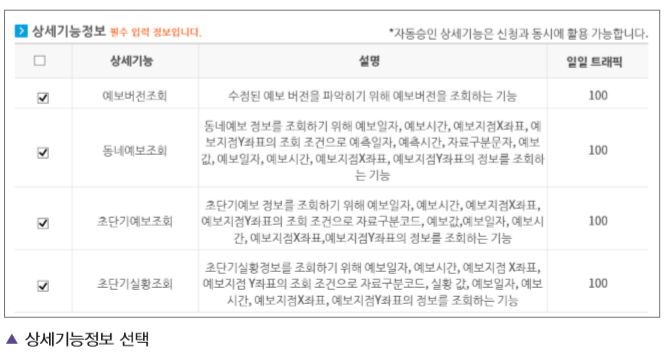 상세기능정보 필수 입력 정보입니다.
*자동승인 상세기능은 신청과 동시에 활용 가능합니다.
상세기능 설명 일일 트래픽
예보버전조회 수정된 예보 버전을 파악하기 위해 예보버전을 조회하는 기능 100
동네예보 정보를 조회하기 위해 예보일자, 예보시간, 예보지점X좌표, 예
보지점Y좌표의 조회 조건으로 예측일자, 예측시간, 자료구분문자, 예보
동네예보조회 100
값, 예보일자, 예보시간, 예보지점X좌표, 예보지점Y좌표의 정보를 조회하
는 기능
초단기예보 정보를 조회하기 위해 예보일자, 예보시간, 예보지점X좌표,
초단기예보조회 예보지점Y좌표의 조회 조건으로 자료구분코드, 예보값,예보일자, 예보시 100
간, 예보지점X좌표,예보지점Y좌표의 정보를 조회하는 기능
초단기실황정보를 조회하기 위해 예보일자, 예보시간, 예보지점 X좌표,
초단기실황조회 예보지점 Y좌표의 조회 조건으로 자료구분코드, 실황 값, 예보일자, 예보 100
시간, 예보지점X좌표, 예보지점Y좌표의 정보를 조회하는 기능
▲ 상세기능정보 선택